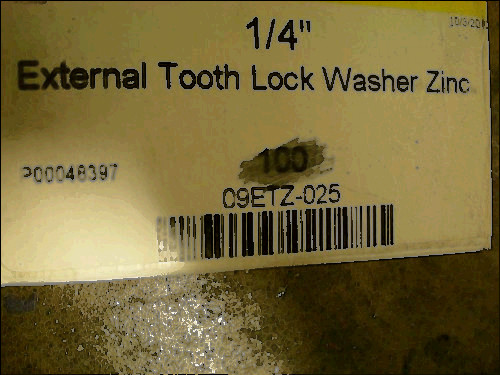 1/4"
External Tooth Lock Washer Zinc
100
P00048397
09ETZ-025